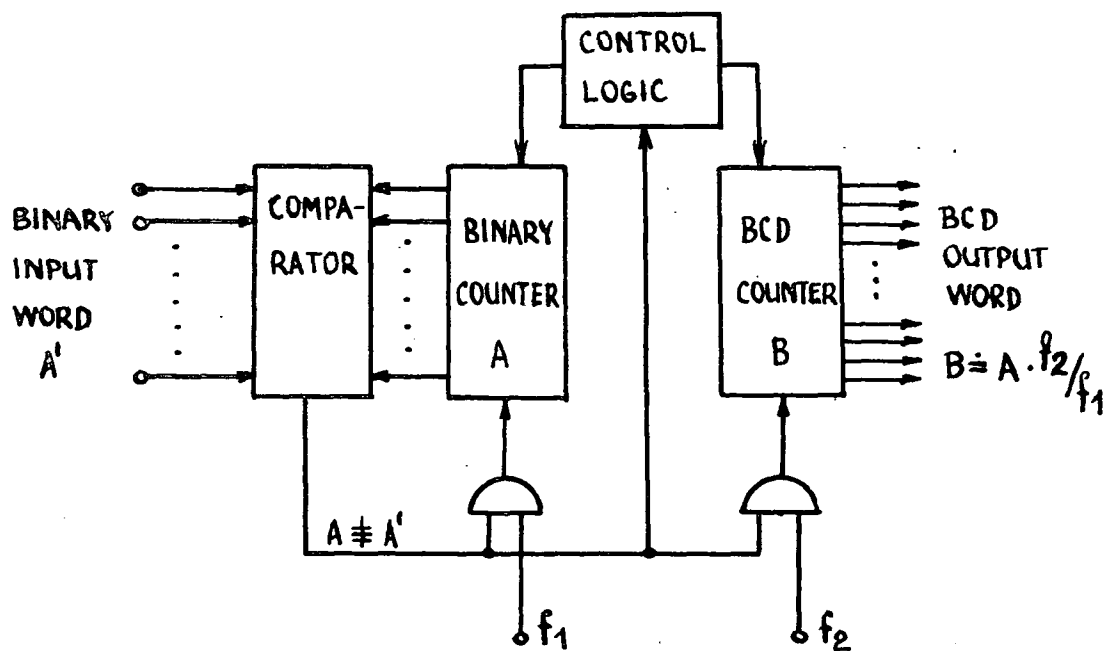 CONTROL
LOGIC
BINARY
INPUT
WORD
A'
COMPA-
RATOR
BINARY
COUNTER
A
BCD
COUNTER
B
BCD
OUTPUT
WORD
B ≐ A · f2/f1
A ≢ A'
f1
f2